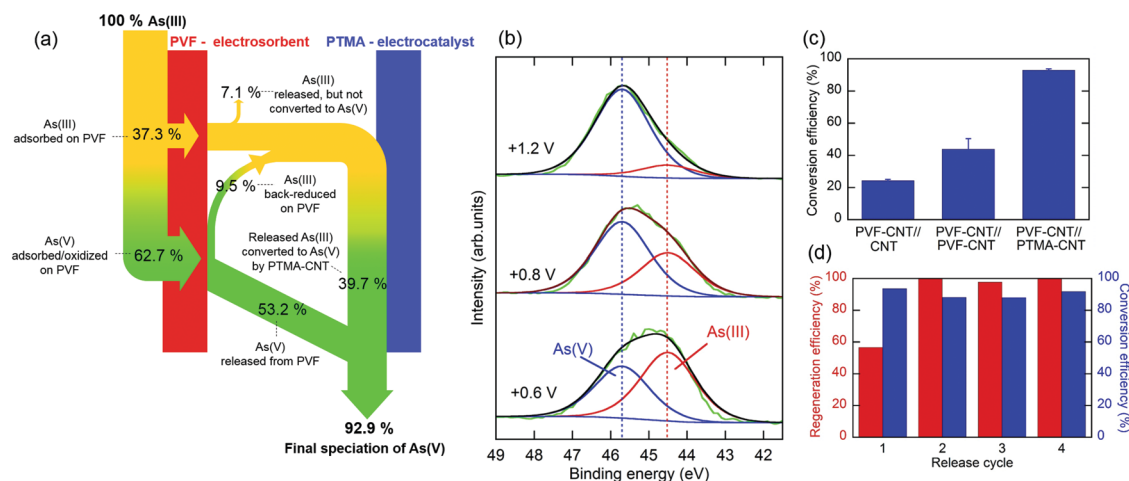 (a)
100 % As(III)
PVF - electrosorbent
PTMA - electrocatalyst
As(III)
adsorbed on PVF
37.3 %
7.1 %
As(III)
released, but not
converted to As(V)
9.5 %
As(III)
back-reduced
on PVF
As(V)
adsorbed/oxidized
on PVF
62.7 %
Released As(III)
converted to As(V)
by PTMA-CNT
39.7 %
53.2 %
As(V)
released from PVF
92.9 %
Final speciation of As(V)
(b)
Intensity (arb.units)
+1.2 V
+0.8 V
+0.6 V
As(V)
As(III)
49 48 47 46 45 44 43 42
Binding energy (eV)
(c)
Conversion efficiency (%)
100
80
60
40
20
0
PVF-CNT//
CNT
PVF-CNT//
PVF-CNT
PVF-CNT//
PTMA-CNT
(d)
Regeneration efficiency (%)
100
80
60
40
20
0
1 2 3 4
Release cycle
100
80
60
40
20
0
Conversion efficiency
(%)